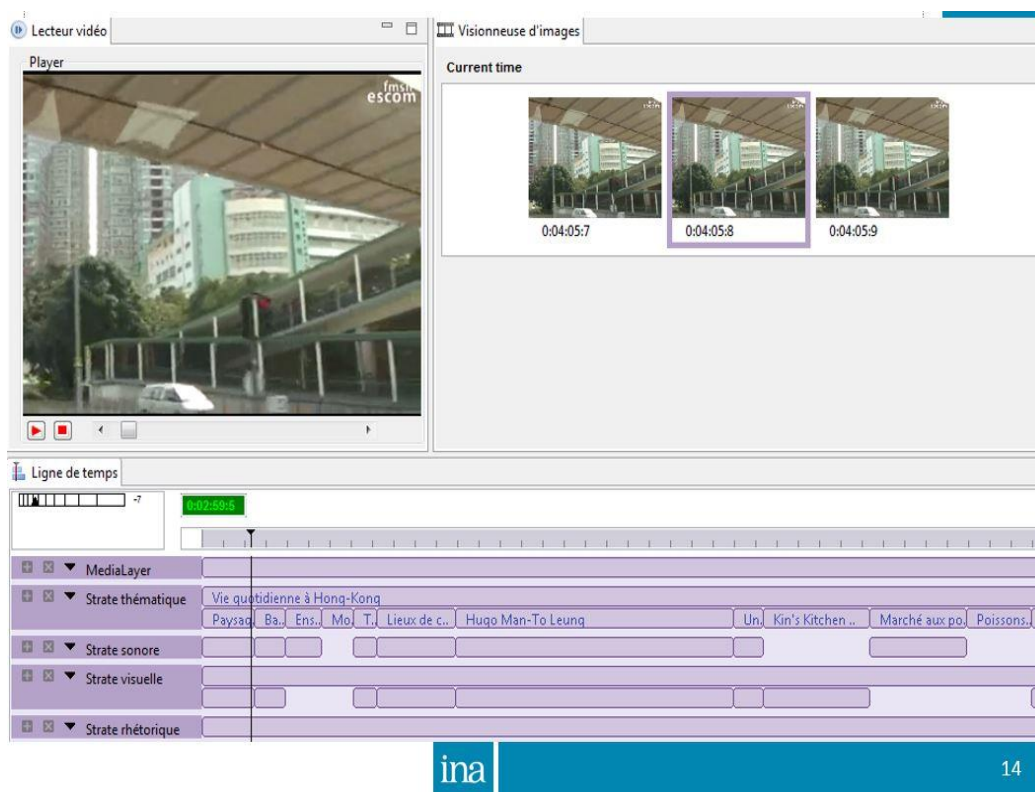 Lecteur vidéo
Visionneuse d'images
Player
fmsh
escom
Current time
0:04:05:7
0:04:05:8
0:04:05:9
Ligne de temps
-7
0:02:59:5
MediaLayer
Strate thématique
Vie quotidienne à Hong-Kong
Paysag Ba.. Ens.. Mo. T. Lieux de c... Hugo Man-To Leung Un. Kin's Kitchen .. Marché aux po. Poissons..
Strate sonore
Strate visuelle
Strate rhétorique
ina
14